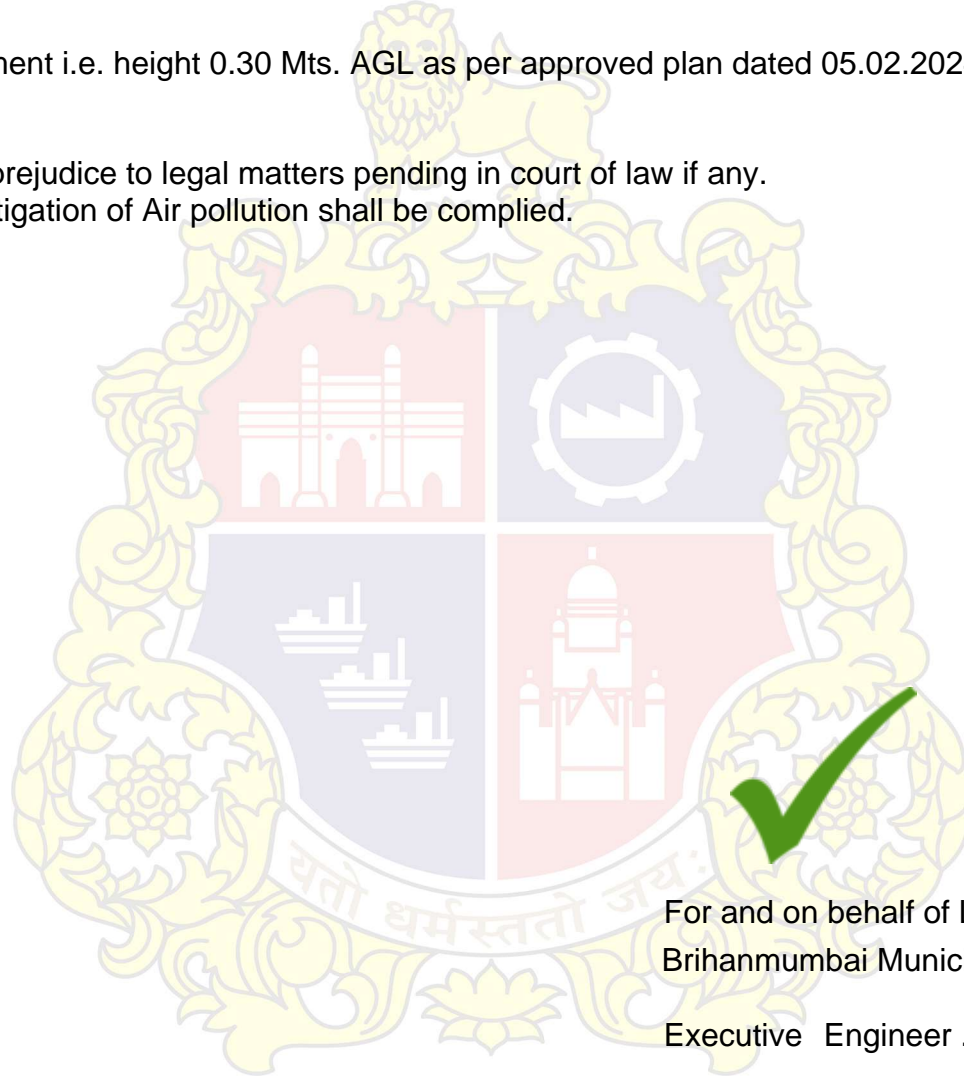 ment i.e. height 0.30 Mts. AGL as per approved plan dated 05.02.202
prejudice to legal matters pending in court of law if any.
tigation of Air pollution shall be complied.
यतो धर्मस्ततो जय:
For and on behalf of L
Brihanmumbai Munic
Executive Engineer .